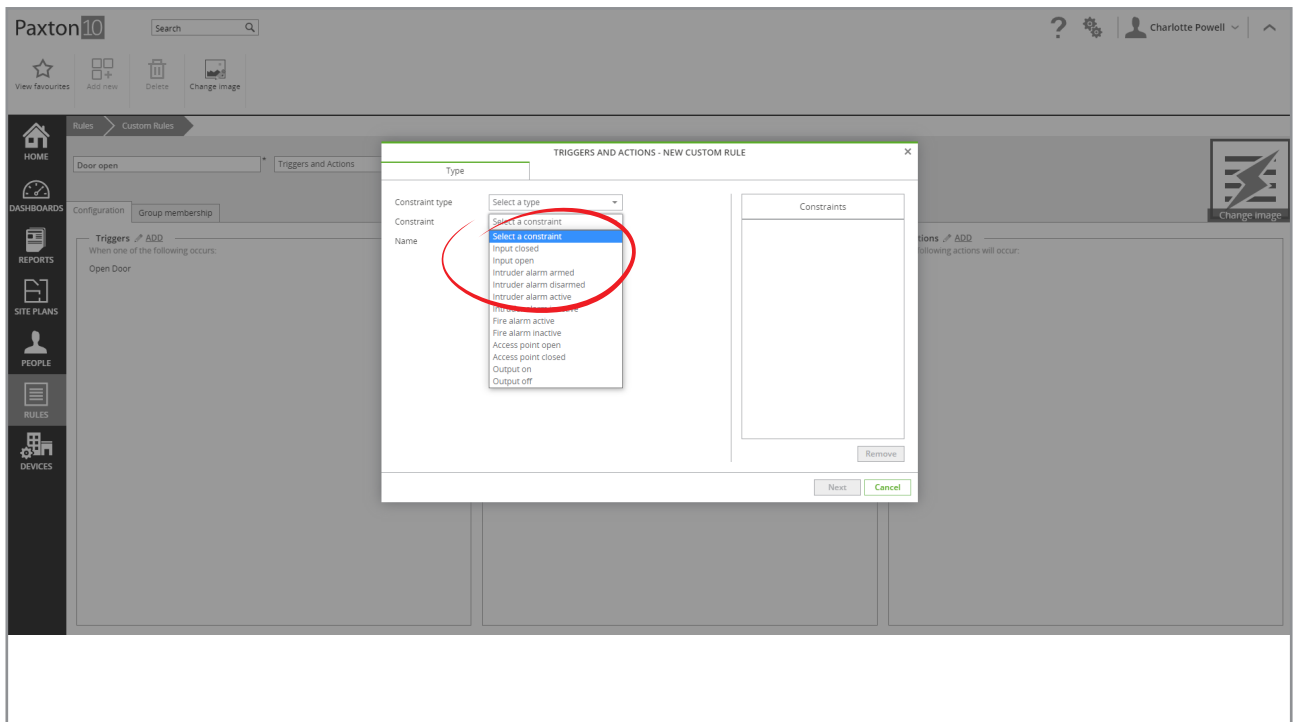 Paxton10
Search
Charlotte Powell
View favourites
Add new
Delete
Change image
Rules
Custom Rules
HOME
DASHBOARDS
REPORTS
SITE PLANS
PEOPLE
RULES
DEVICES
Door open
*
Triggers and Actions
Change image
Configuration
Group membership
Triggers ADD
When one of the following occurs:
Open Door
TRIGGERS AND ACTIONS - NEW CUSTOM RULE
Type
Constraint type
Select a type
Constraint
Select a constraint
Name
Select a constraint
Input closed
Input open
Intruder alarm armed
Intruder alarm disarmed
Intruder alarm active
Fire alarm active
Fire alarm inactive
Access point open
Access point closed
Output on
Output off
Constraints
Remove
Next
Cancel
ADD
following actions will occur: